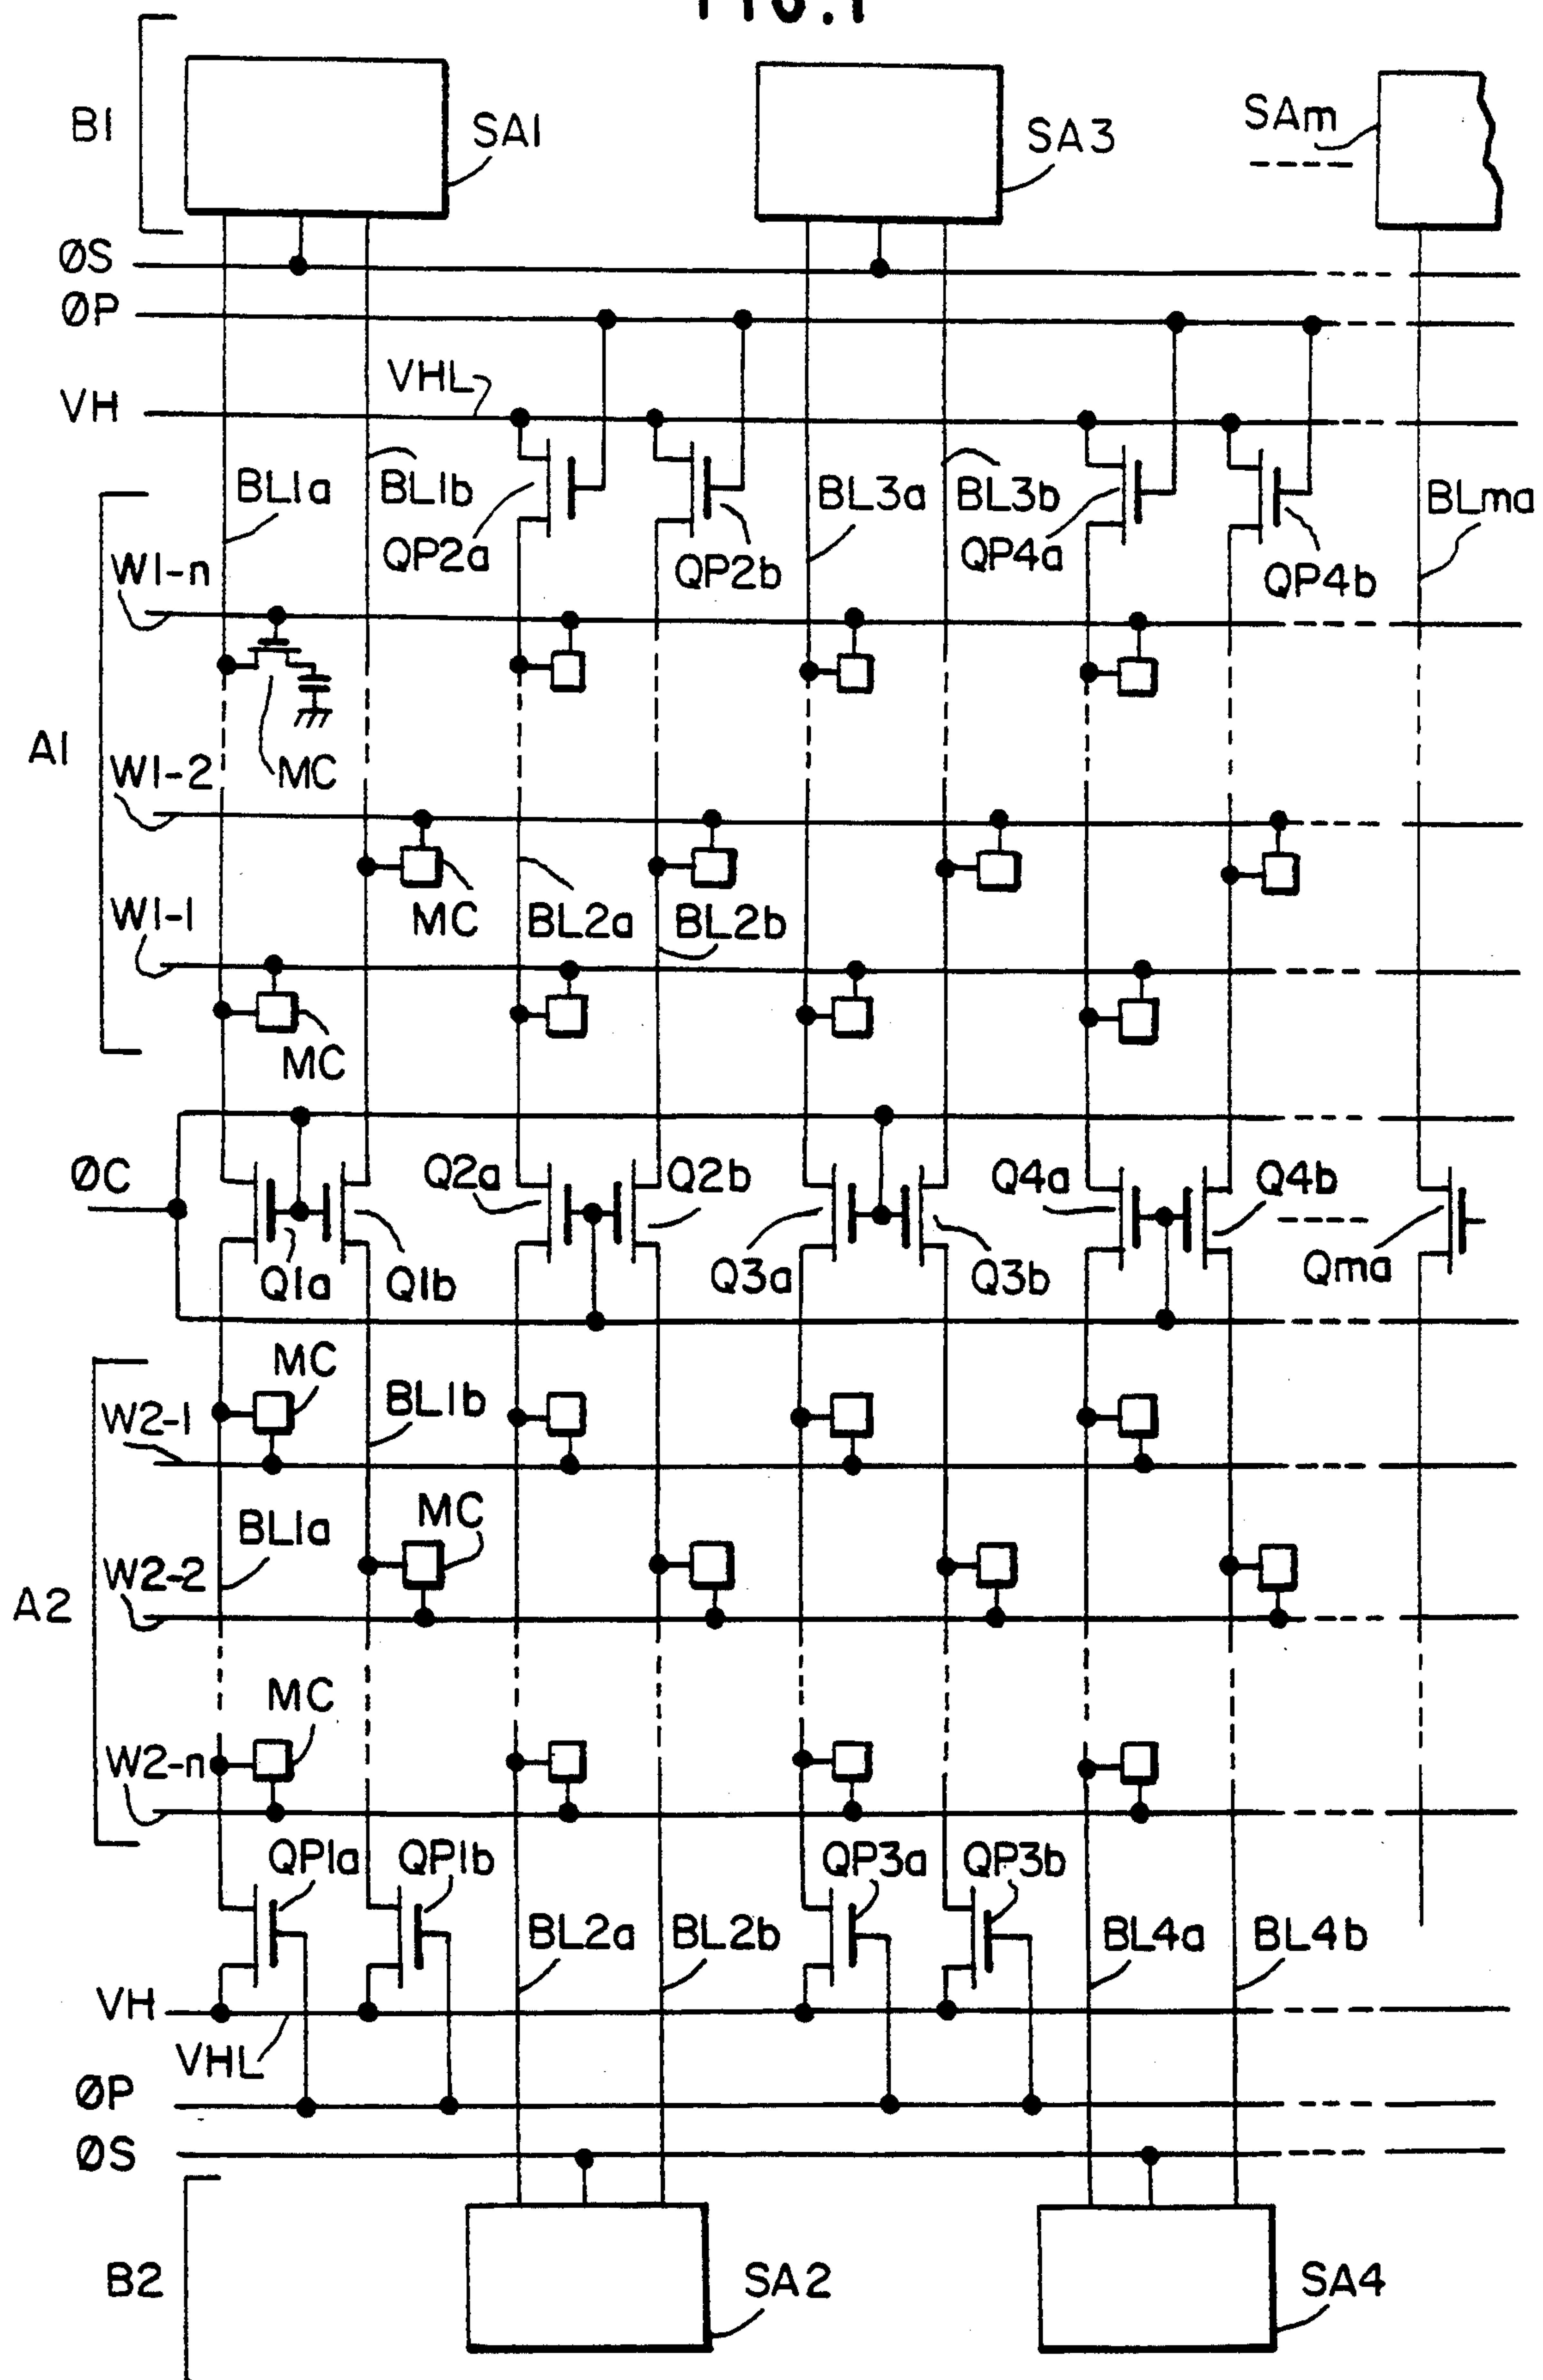 FIG.1
B1
SA1
SA3
SAm
ØS
ØP
VHL
VH
BL1a
BL1b
QP2a
QP2b
BL3a
BL3b
QP4a
QP4b
BLma
W1-n
MC
A1
W1-2
MC
BL2a
BL2b
W1-1
MC
ØC
Q1a
Q1b
Q2a
Q2b
Q3a
Q3b
Q4a
Q4b
Qma
MC
W2-1
BL1b
BL1a
MC
W2-2
A2
MC
W2-n
QP1a
QP1b
QP3a
QP3b
BL2a
BL2b
BL4a
BL4b
VH
VHL
ØP
ØS
B2
SA2
SA4